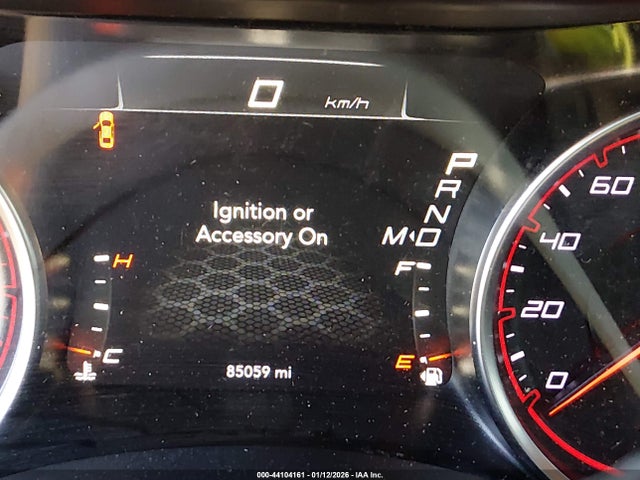 0 km/h
P
R
N
M D
Ignition or
Accessory On
H
F
C
E
85059 mi
60
40
20
0
000-44104161 - 01/12/2026 - IAA Inc.